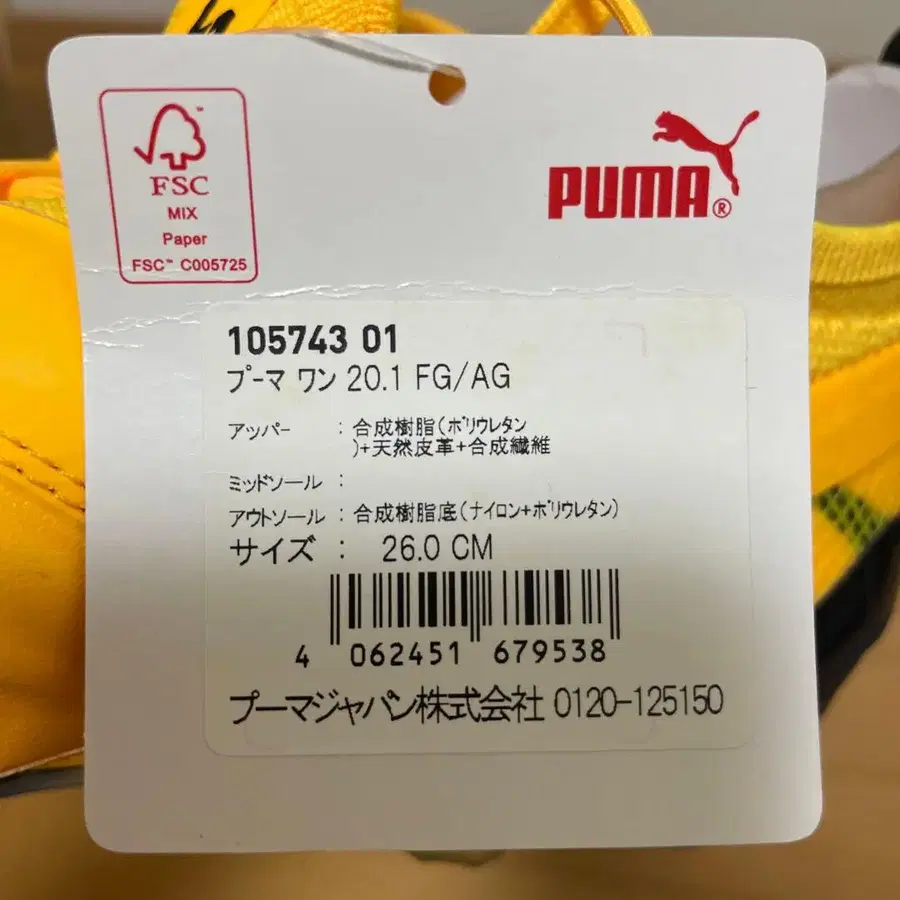 FSC™
MIX
Paper
FSC™ C005725
PUMA®
105743 01
プーマ ワン 20.1 FG/AG
アッパー : 合成樹脂(ポリウレタン
)+天然皮革+合成繊維
ミッドソール :
アウトソール : 合成樹脂底(ナイロン+ポリウレタン)
サイズ : 26.0 CM
4 062451 679538
プーマジャパン株式会社 0120-125150